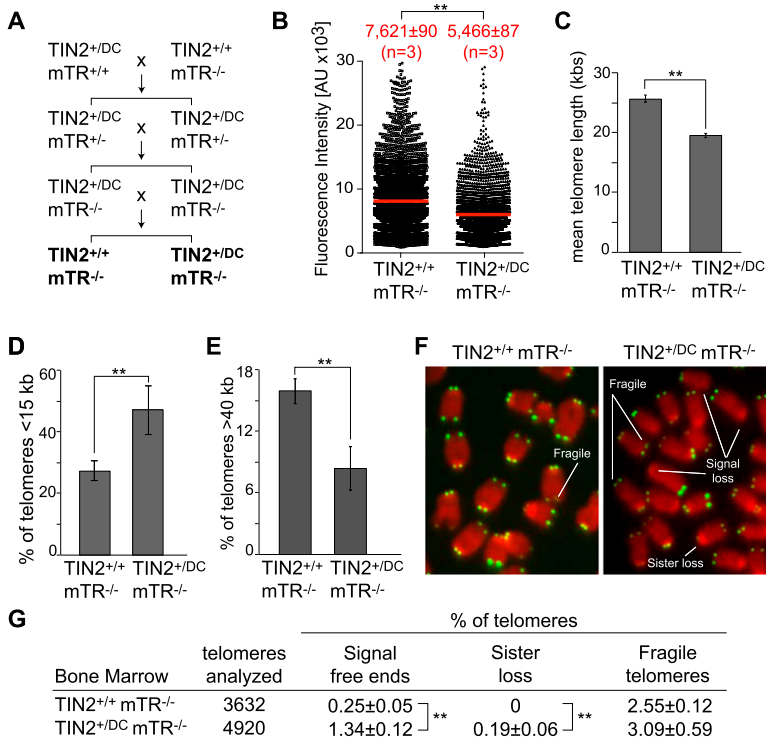 A
TIN2+/DC mTR+/+ x TIN2+/+ mTR-/-
TIN2+/DC mTR+/- x TIN2+/DC mTR+/-
TIN2+/DC mTR-/- x TIN2+/DC mTR-/-
TIN2+/+ mTR-/- TIN2+/DC mTR-/-
B
**
7,621±90 5,466±87
(n=3) (n=3)
Fluorescence Intensity [AU x10³]
30
20
10
0
TIN2+/+ TIN2+/DC
mTR-/- mTR-/-
C
mean telomere length (kbs)
**
30
20
10
0
TIN2+/+ TIN2+/DC
mTR-/- mTR-/-
D
% of telomeres <15 kb
**
60
40
20
0
TIN2+/+ TIN2+/DC
mTR-/- mTR-/-
E
% of telomeres >40 kb
**
18
12
6
0
TIN2+/+ TIN2+/DC
mTR-/- mTR-/-
F
TIN2+/+ mTR-/- TIN2+/DC mTR-/-
Fragile
Fragile
Signal
loss
Sister loss
G
% of telomeres
telomeres Signal Sister Fragile
Bone Marrow analyzed free ends loss telomeres
TIN2+/+ mTR-/- 3632 0.25±0.05 0 2.55±0.12
** **
TIN2+/DC mTR-/- 4920 1.34±0.12 0.19±0.06 3.09±0.59